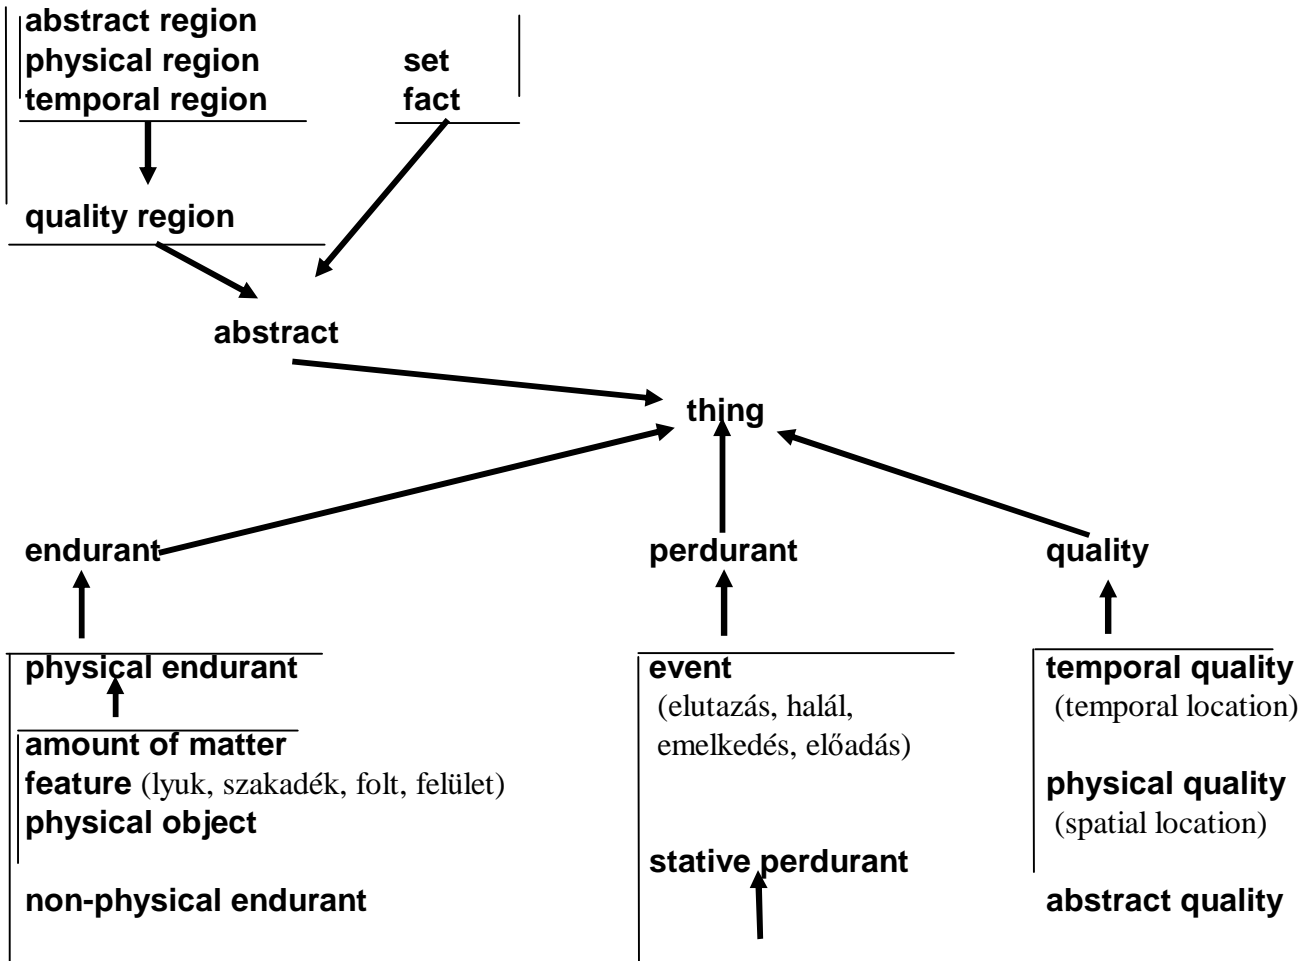 abstract region
physical region
temporal region
set
fact
quality region
abstract
thing
endurant
perdurant
quality
physical endurant
amount of matter
feature (lyuk, szakadék, folt, felület)
physical object
non-physical endurant
event
(elutazás, halál,
emelkedés, előadás)
stative perdurant
temporal quality
(temporal location)
physical quality
(spatial location)
abstract quality